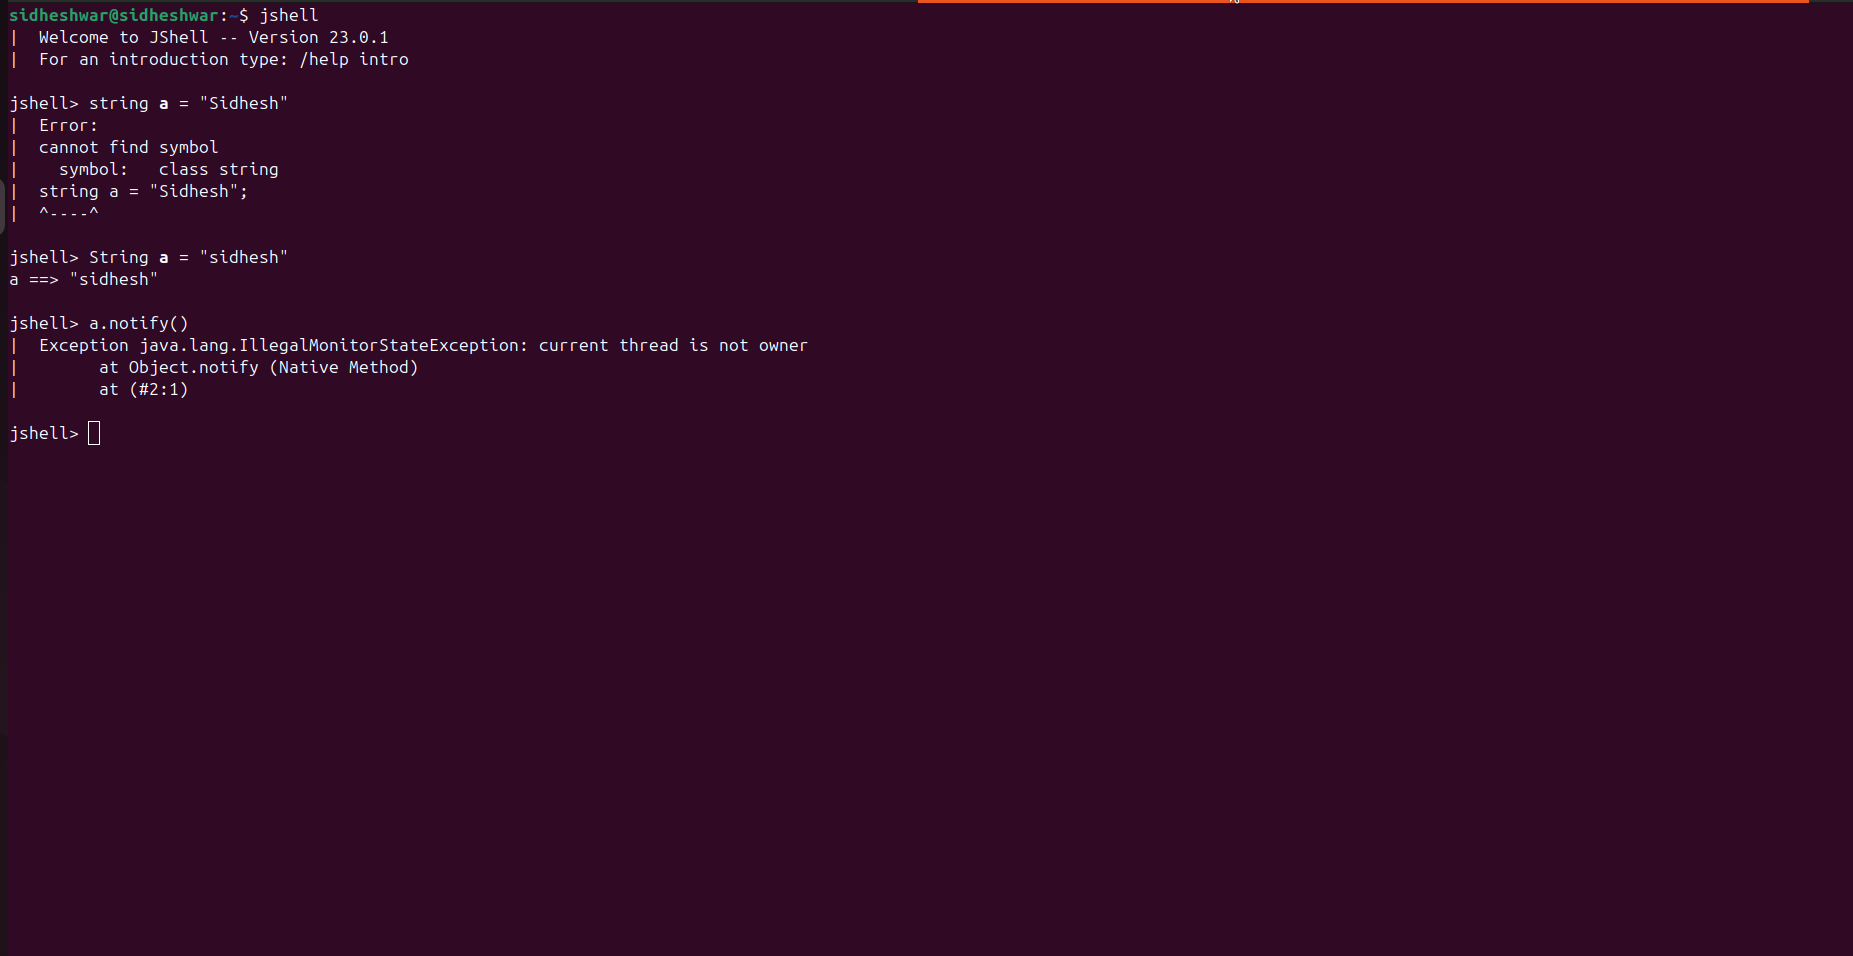 sidheshwar@sidheshwar:~$ jshell
|  Welcome to JShell -- Version 23.0.1
|  For an introduction type: /help intro

jshell> string a = "Sidhesh"
|  Error:
|  cannot find symbol
|    symbol:   class string
|  string a = "Sidhesh";
|  ^----^

jshell> String a = "sidhesh"
a ==> "sidhesh"

jshell> a.notify()
|  Exception java.lang.IllegalMonitorStateException: current thread is not owner
|        at Object.notify (Native Method)
|        at (#2:1)

jshell>